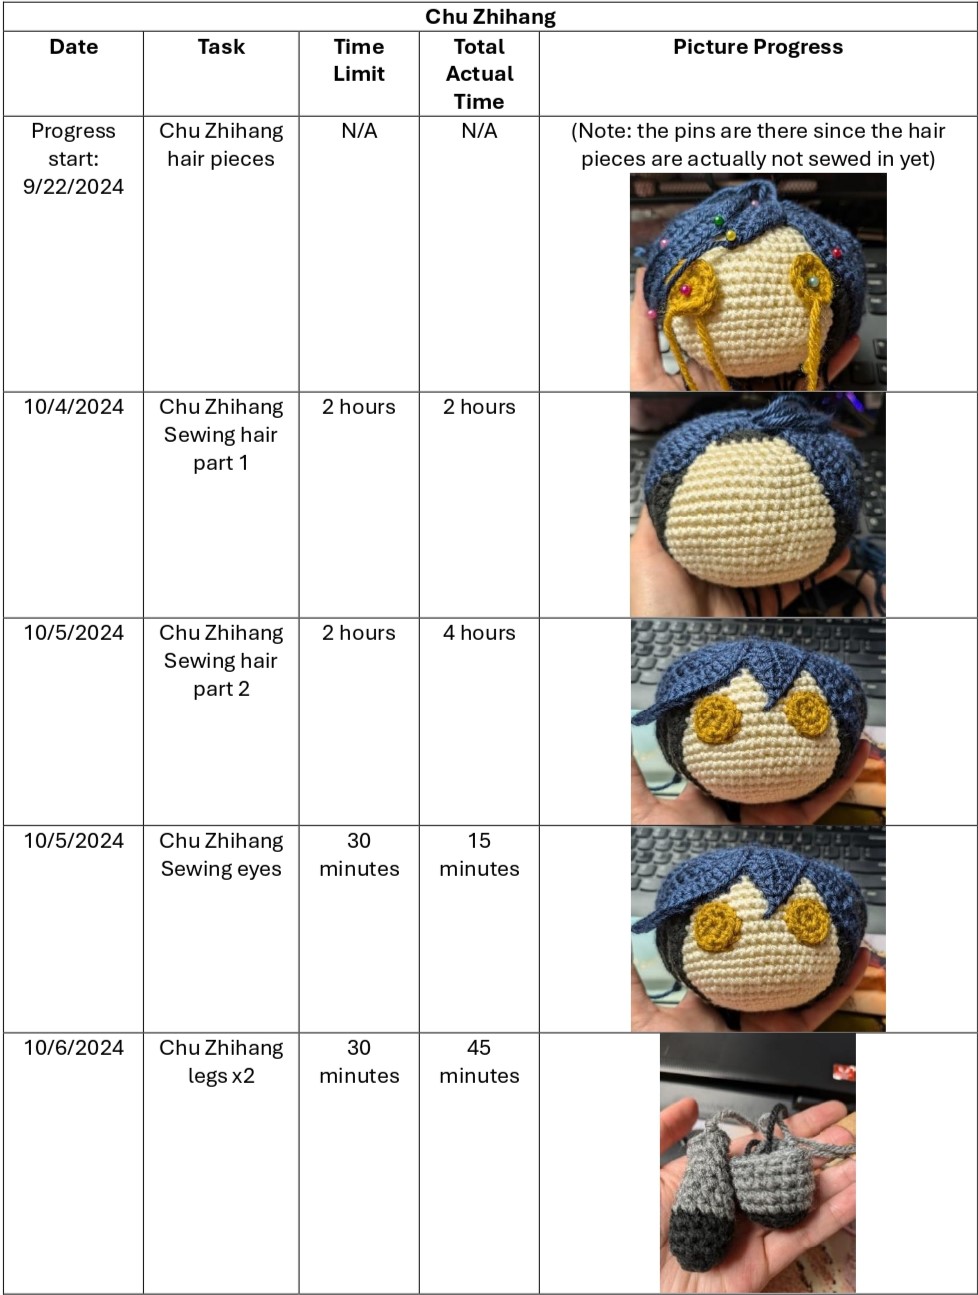 Chu Zhihang
Date
Task
Time
Limit
Total
Actual
Time
Picture Progress
Progress
start:
9/22/2024
Chu Zhihang
hair pieces
N/A
N/A
(Note: the pins are there since the hair
pieces are actually not sewed in yet)
10/4/2024
Chu Zhihang
Sewing hair
part 1
2 hours
2 hours
10/5/2024
Chu Zhihang
Sewing hair
part 2
2 hours
4 hours
10/5/2024
Chu Zhihang
Sewing eyes
30
minutes
15
minutes
10/6/2024
Chu Zhihang
legs x2
30
minutes
45
minutes